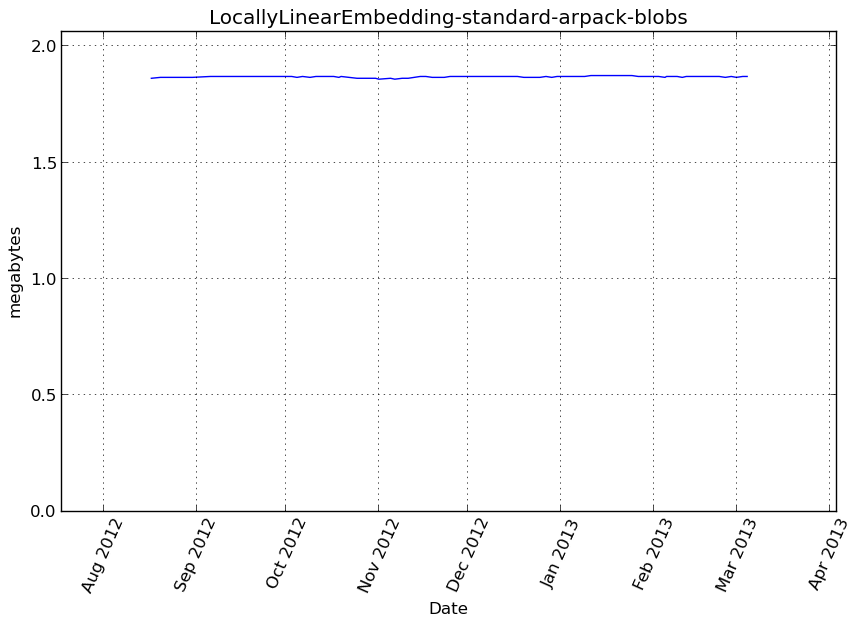 LocallyLinearEmbedding-standard-arpack-blobs
2.0
1.5
1.0
0.5
0.0
megabytes
Aug 2012
Sep 2012
Oct 2012
Nov 2012
Dec 2012
Jan 2013
Feb 2013
Mar 2013
Apr 2013
Date